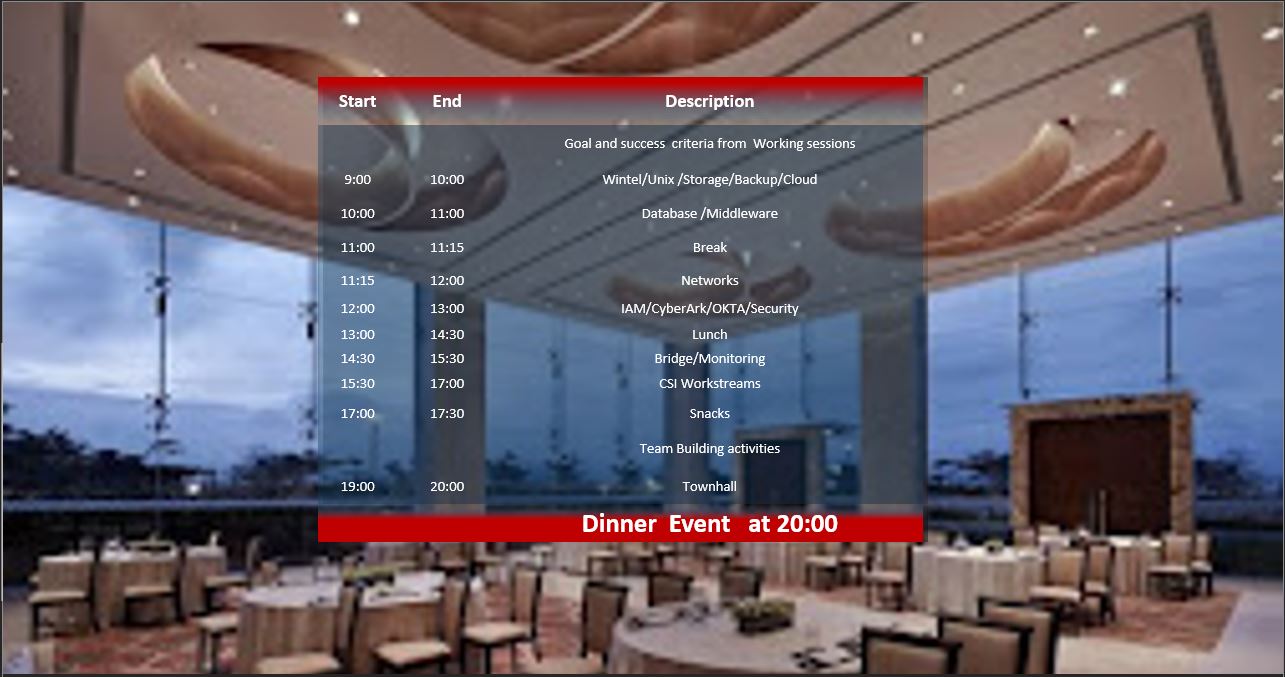 Start End Description
Goal and success criteria from Working sessions
9:00 10:00 Wintel/Unix /Storage/Backup/Cloud
10:00 11:00 Database /Middleware
11:00 11:15 Break
11:15 12:00 Networks
12:00 13:00 IAM/CyberArk/OKTA/Security
13:00 14:30 Lunch
14:30 15:30 Bridge/Monitoring
15:30 17:00 CSI Workstreams
17:00 17:30 Snacks
Team Building activities
19:00 20:00 Townhall
Dinner Event at 20:00